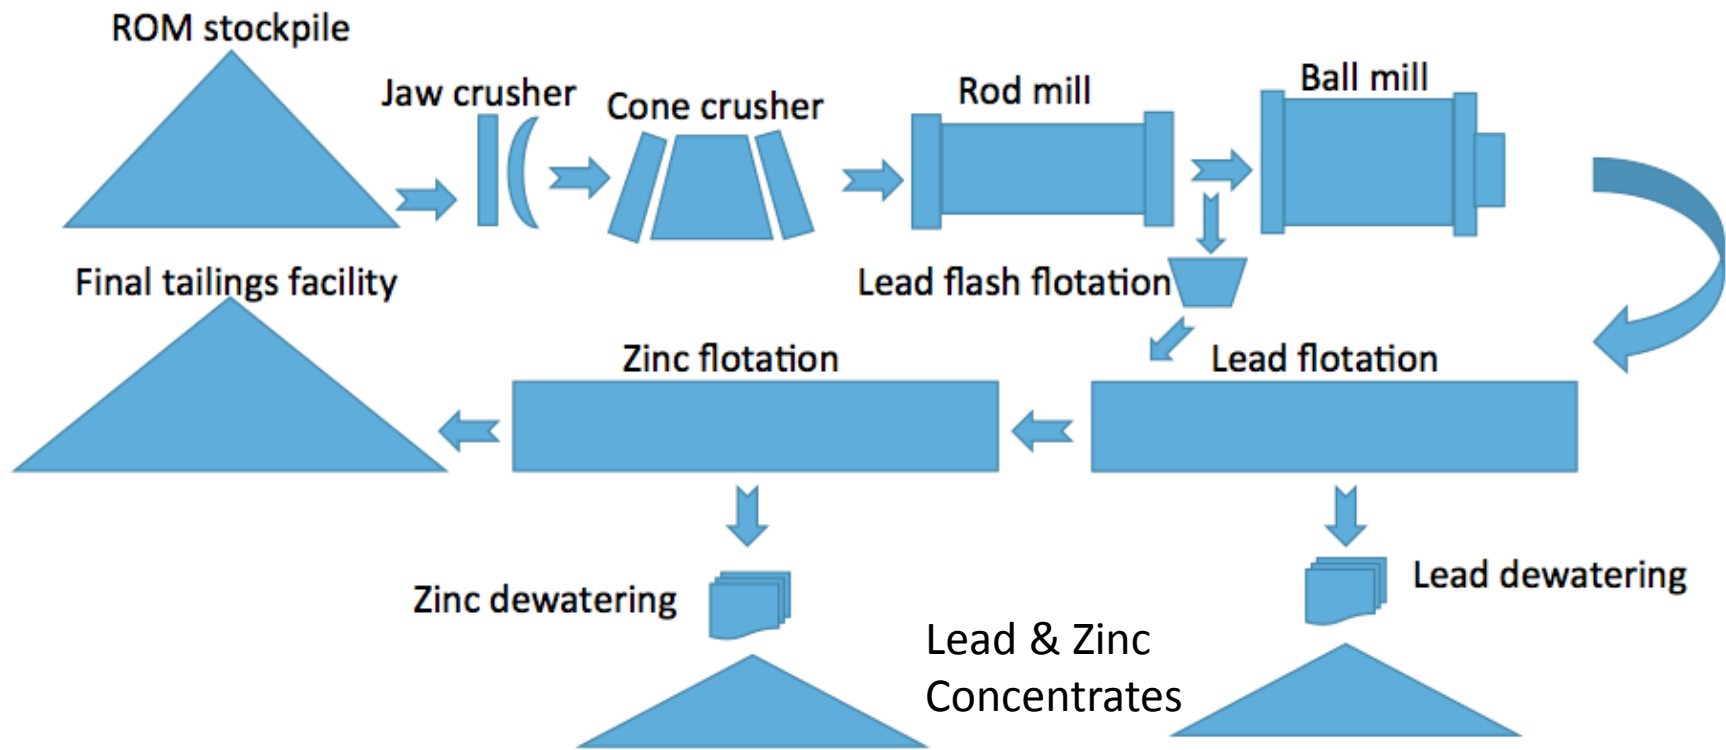 ROM stockpile
Jaw crusher
Cone crusher
Rod mill
Ball mill
Final tailings facility
Lead flash flotation
Zinc flotation
Lead flotation
Zinc dewatering
Lead dewatering
Lead & Zinc
Concentrates